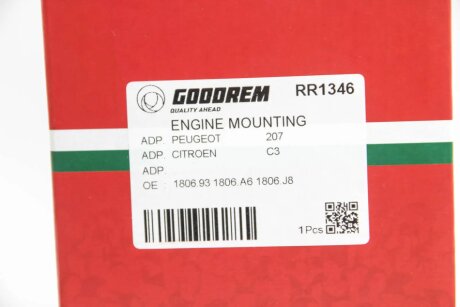 GOODREM RR1346
QUALITY AHEAD
ENGINE MOUNTING
ADP. PEUGEOT 207
ADP. CITROEN C3
ADP.
OE : 1806.93 1806.A6 1806.J8
1Pcs